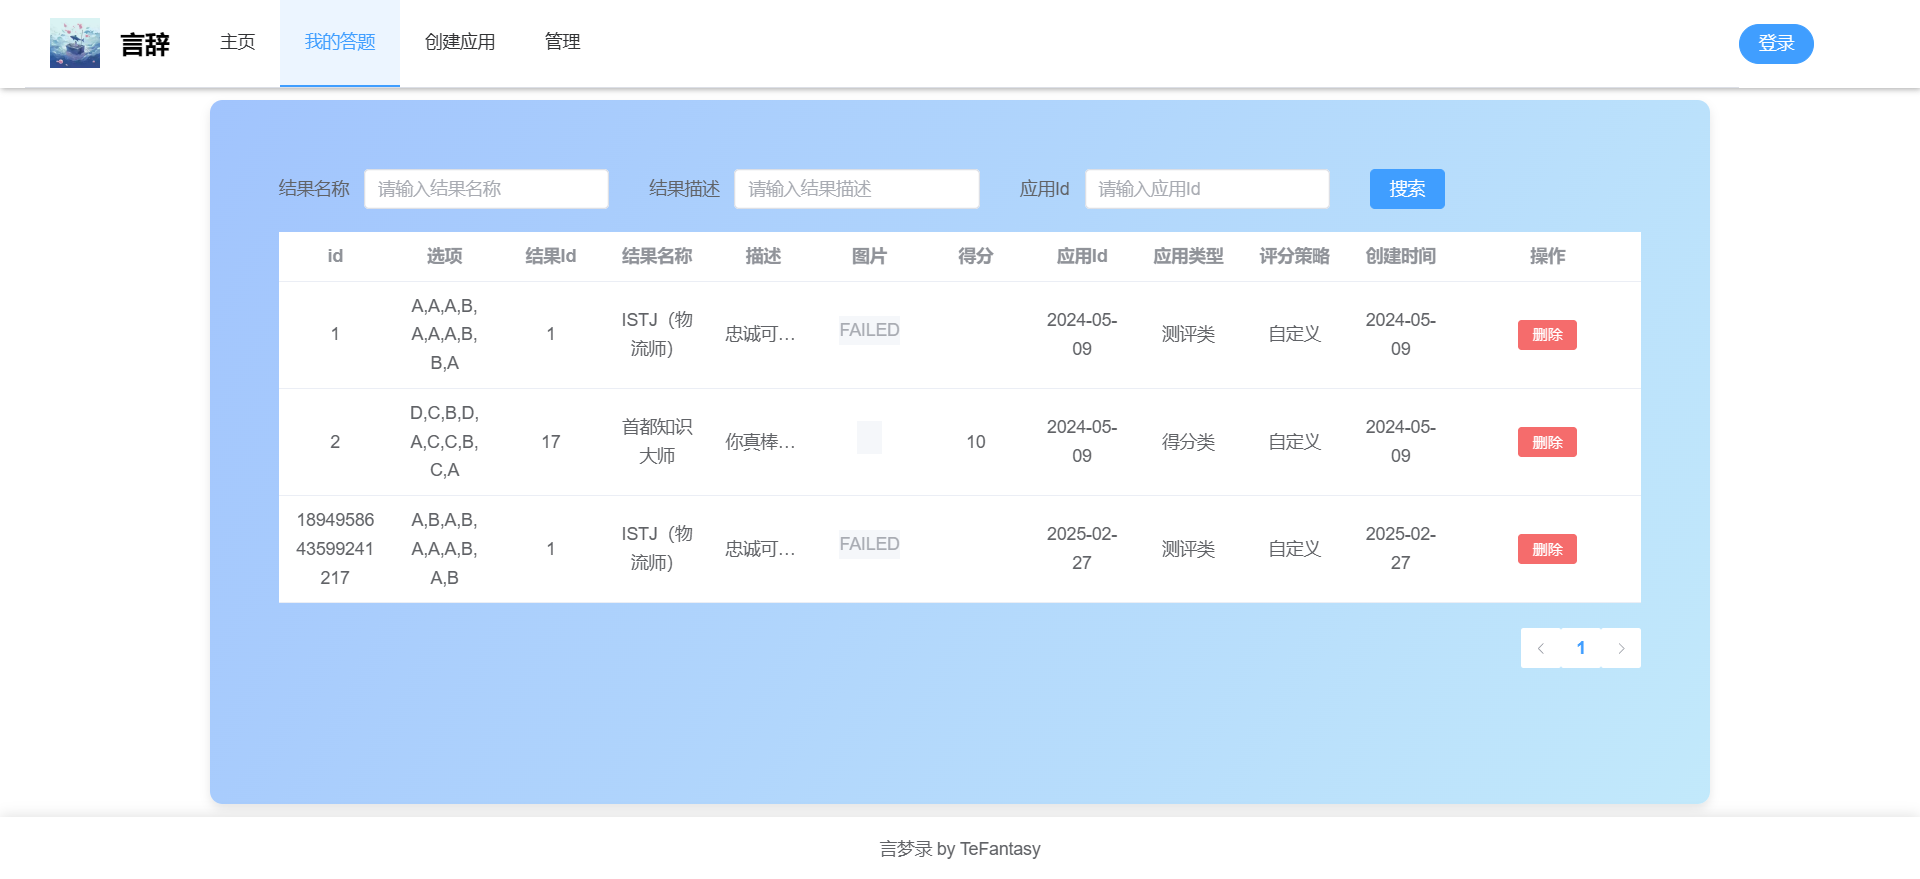 言辞 主页 我的答题 创建应用 管理 登录
结果名称 请输入结果名称 结果描述 请输入结果描述 应用Id 请输入应用Id 搜索
id 选项 结果Id 结果名称 描述 图片 得分 应用Id 应用类型 评分策略 创建时间 操作
1 A,A,A,B,A,A,A,B,B,A 1 ISTJ（物流师） 忠诚可… FAILED 2024-05-09 测评类 自定义 2024-05-09 删除
2 D,C,B,D,A,C,C,B,C,A 17 首都知识大师 你真棒… 10 2024-05-09 得分类 自定义 2024-05-09 删除
1894958643599241217 A,B,A,B,A,A,A,B,A,B 1 ISTJ（物流师） 忠诚可… FAILED 2025-02-27 测评类 自定义 2025-02-27 删除
1
言梦录 by TeFantasy